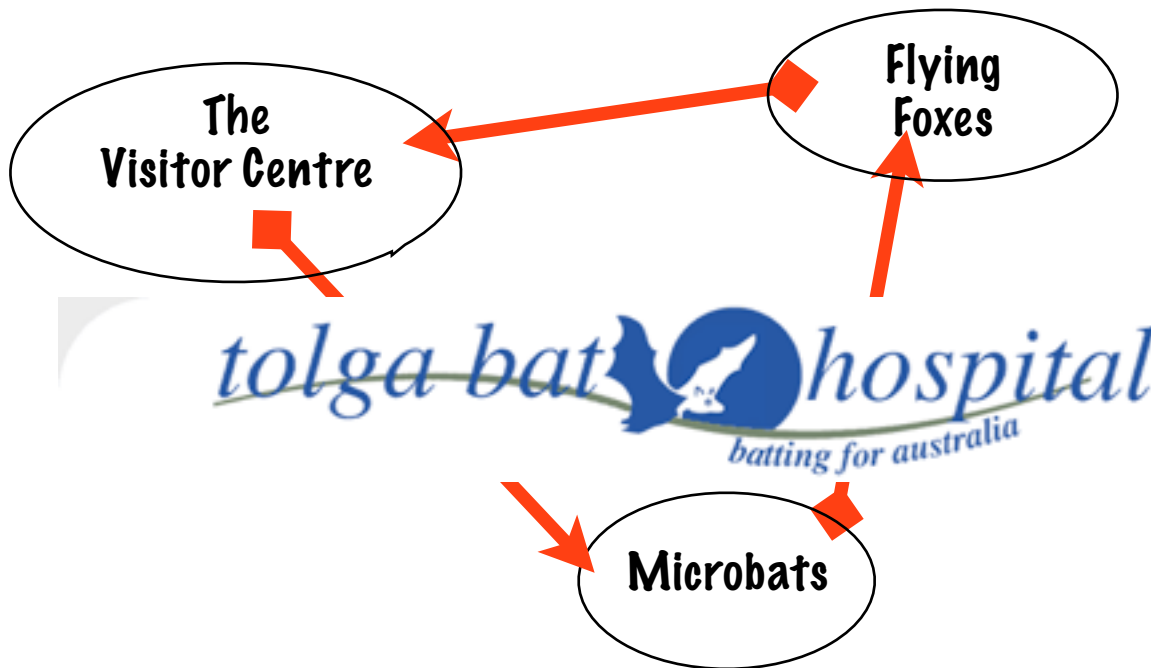 The
Visitor Centre
Flying
Foxes
tolga bat hospital
batting for australia
Microbats